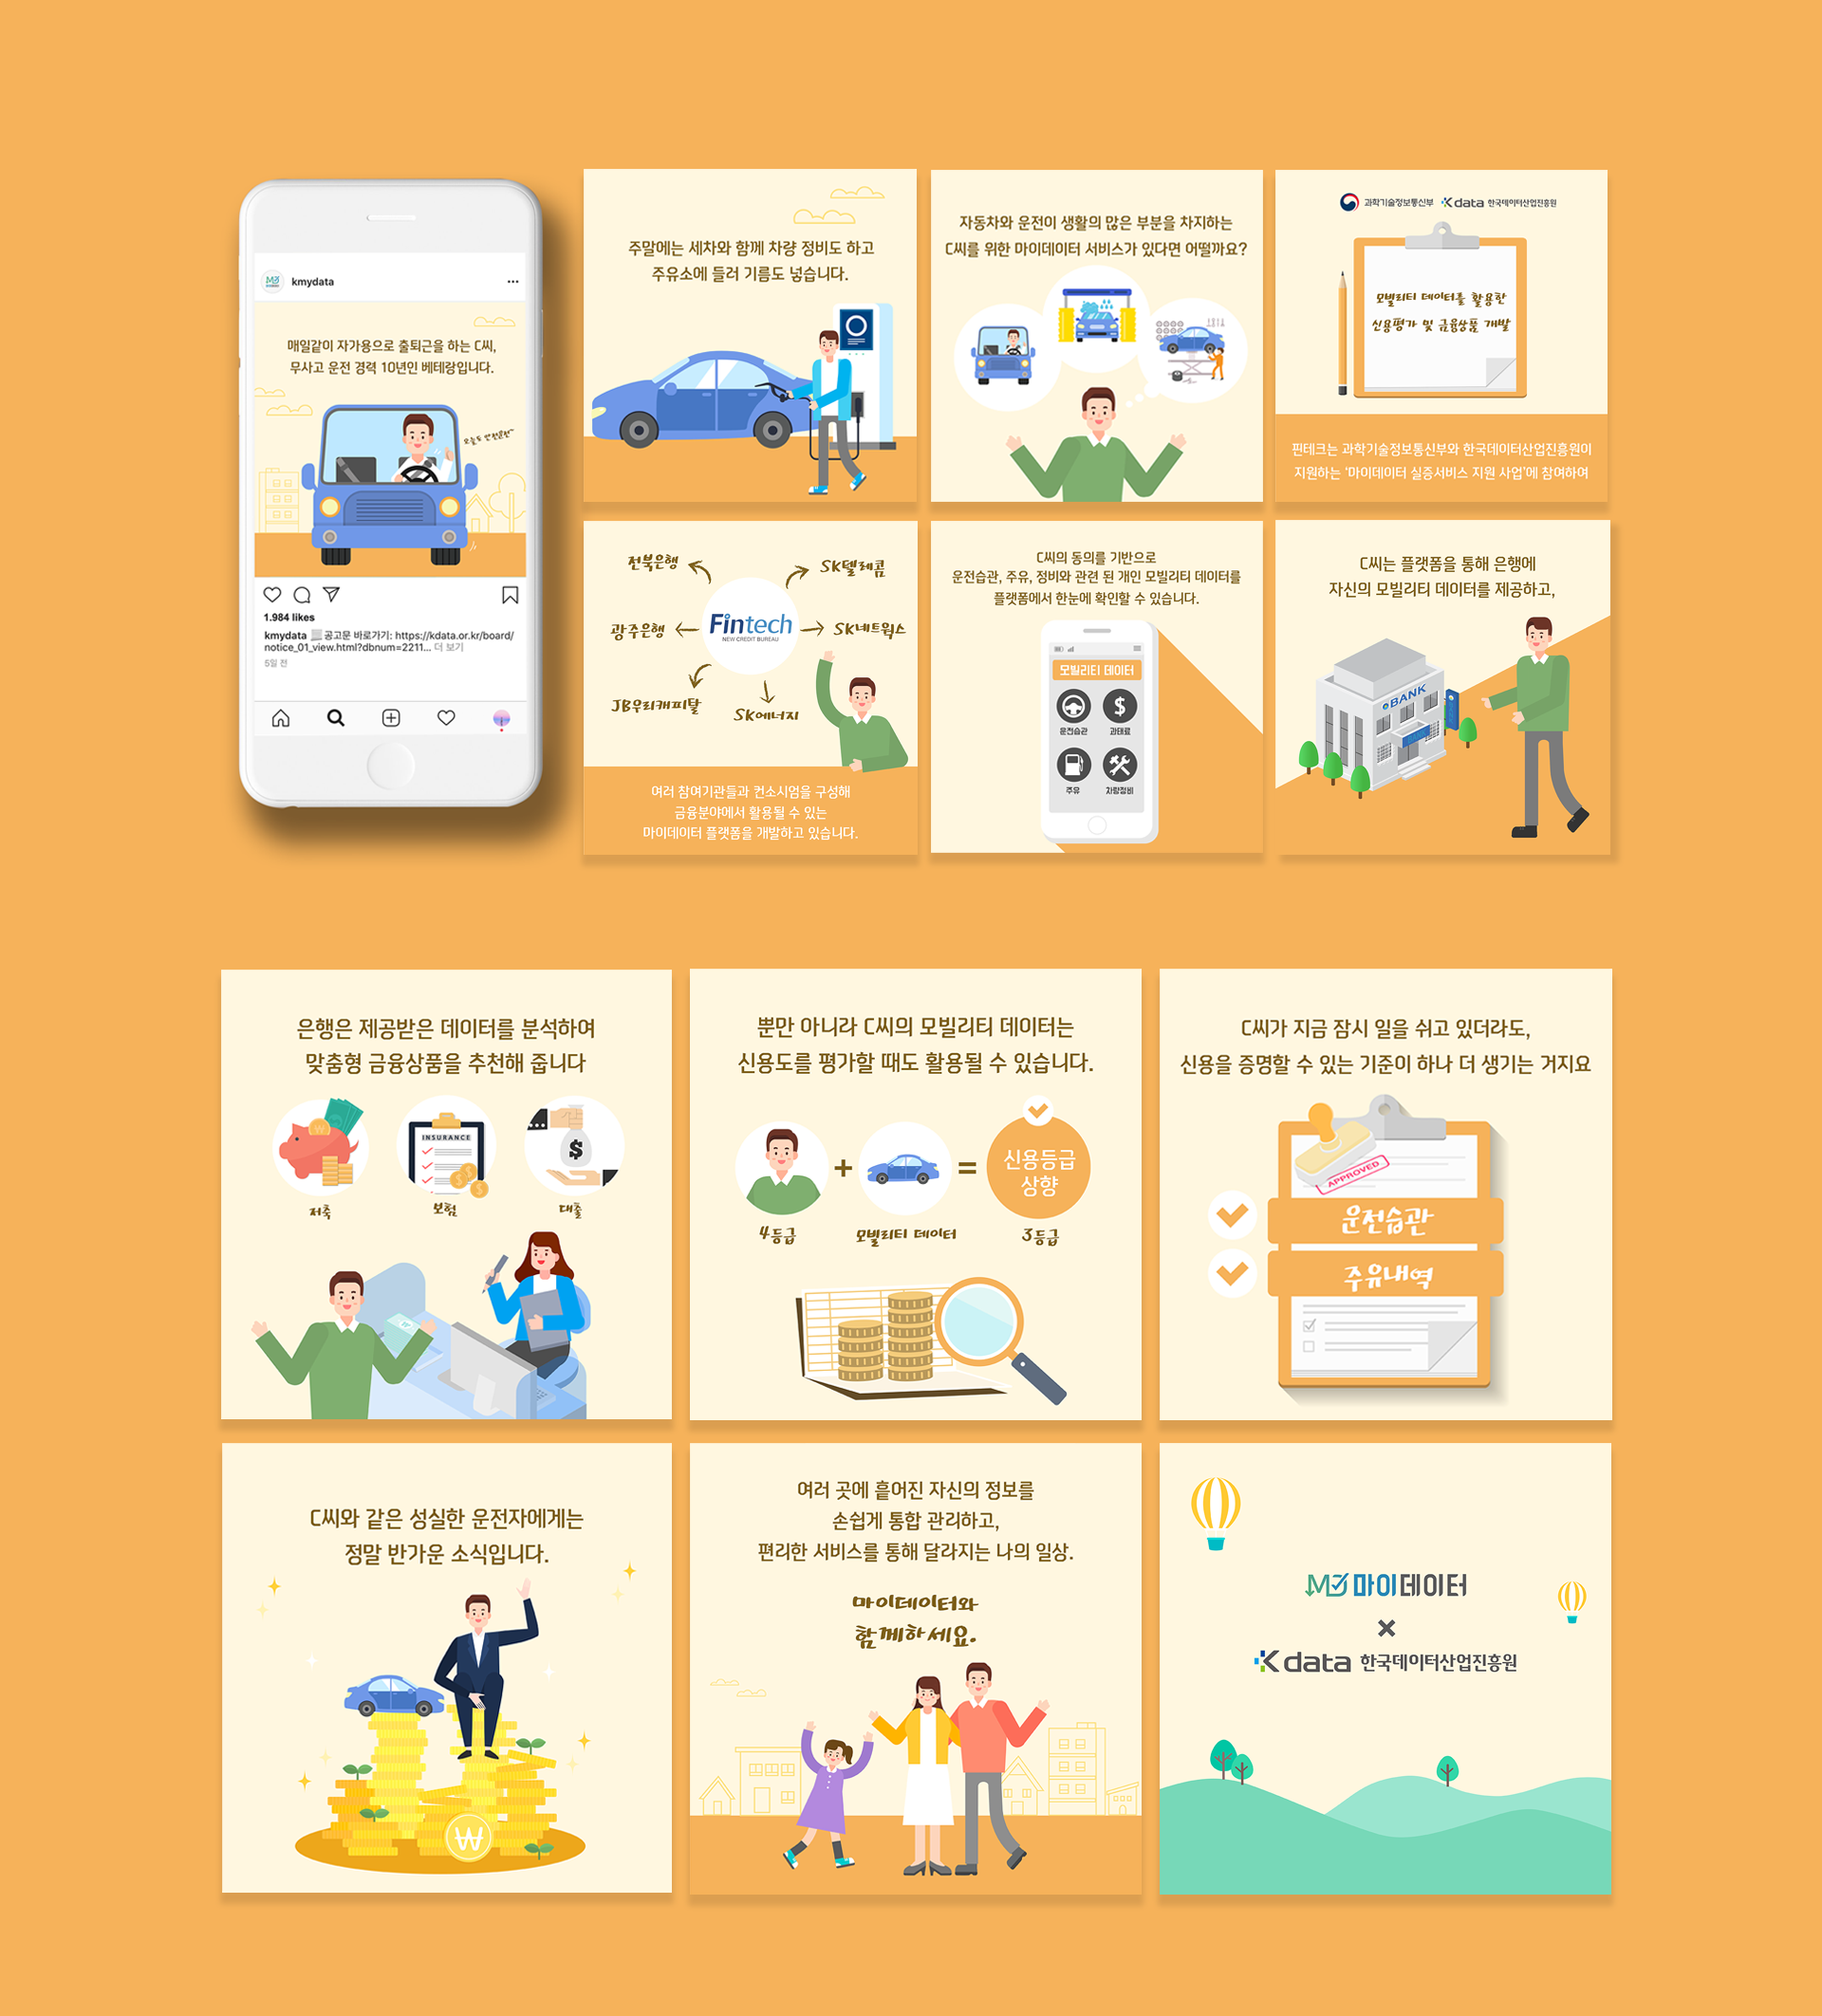 kmydata
매일같이 자가용으로 출퇴근을 하는 C씨,
무사고 운전 경력 10년인 베테랑입니다.
오늘도 안전운전~
1.984 likes
kmydata 공고문 바로가기: https://kdata.or.kr/board/
notice_01_view.html?dbnum=2211... 더 보기
5일 전
주말에는 세차와 함께 차량 정비도 하고
주유소에 들러 기름도 넣습니다.
자동차와 운전이 생활의 많은 부분을 차지하는
C씨를 위한 마이데이터 서비스가 있다면 어떨까요?
과학기술정보통신부 Kdata 한국데이터산업진흥원
모빌리티 데이터를 활용한
신용평가 및 금융상품 개발
핀테크는 과학기술정보통신부와 한국데이터산업진흥원이
지원하는 '마이데이터 실증서비스 지원 사업'에 참여하여
전북은행
SK텔레콤
광주은행
Fintech
NEW CREDIT BUREAU
SK네트웍스
JB우리캐피탈
SK에너지
여러 참여기관들과 컨소시엄을 구성해
금융분야에서 활용될 수 있는
마이데이터 플랫폼을 개발하고 있습니다.
C씨의 동의를 기반으로
운전습관, 주유, 정비와 관련 된 개인 모빌리티 데이터를
플랫폼에서 한눈에 확인할 수 있습니다.
모빌리티 데이터
운전습관 과태료
주유 차량정비
C씨는 플랫폼을 통해 은행에
자신의 모빌리티 데이터를 제공하고,
BANK
은행은 제공받은 데이터를 분석하여
맞춤형 금융상품을 추천해 줍니다
INSURANCE
저축 보험 대출
뿐만 아니라 C씨의 모빌리티 데이터는
신용도를 평가할 때도 활용될 수 있습니다.
+ =
신용등급
상향
4등급 모빌리티 데이터 3등급
C씨가 지금 잠시 일을 쉬고 있더라도,
신용을 증명할 수 있는 기준이 하나 더 생기는 거지요
APPROVED
운전습관
주유내역
C씨와 같은 성실한 운전자에게는
정말 반가운 소식입니다.
₩
여러 곳에 흩어진 자신의 정보를
손쉽게 통합 관리하고,
편리한 서비스를 통해 달라지는 나의 일상.
마이데이터와
함께하세요.
MD 마이데이터
×
Kdata 한국데이터산업진흥원